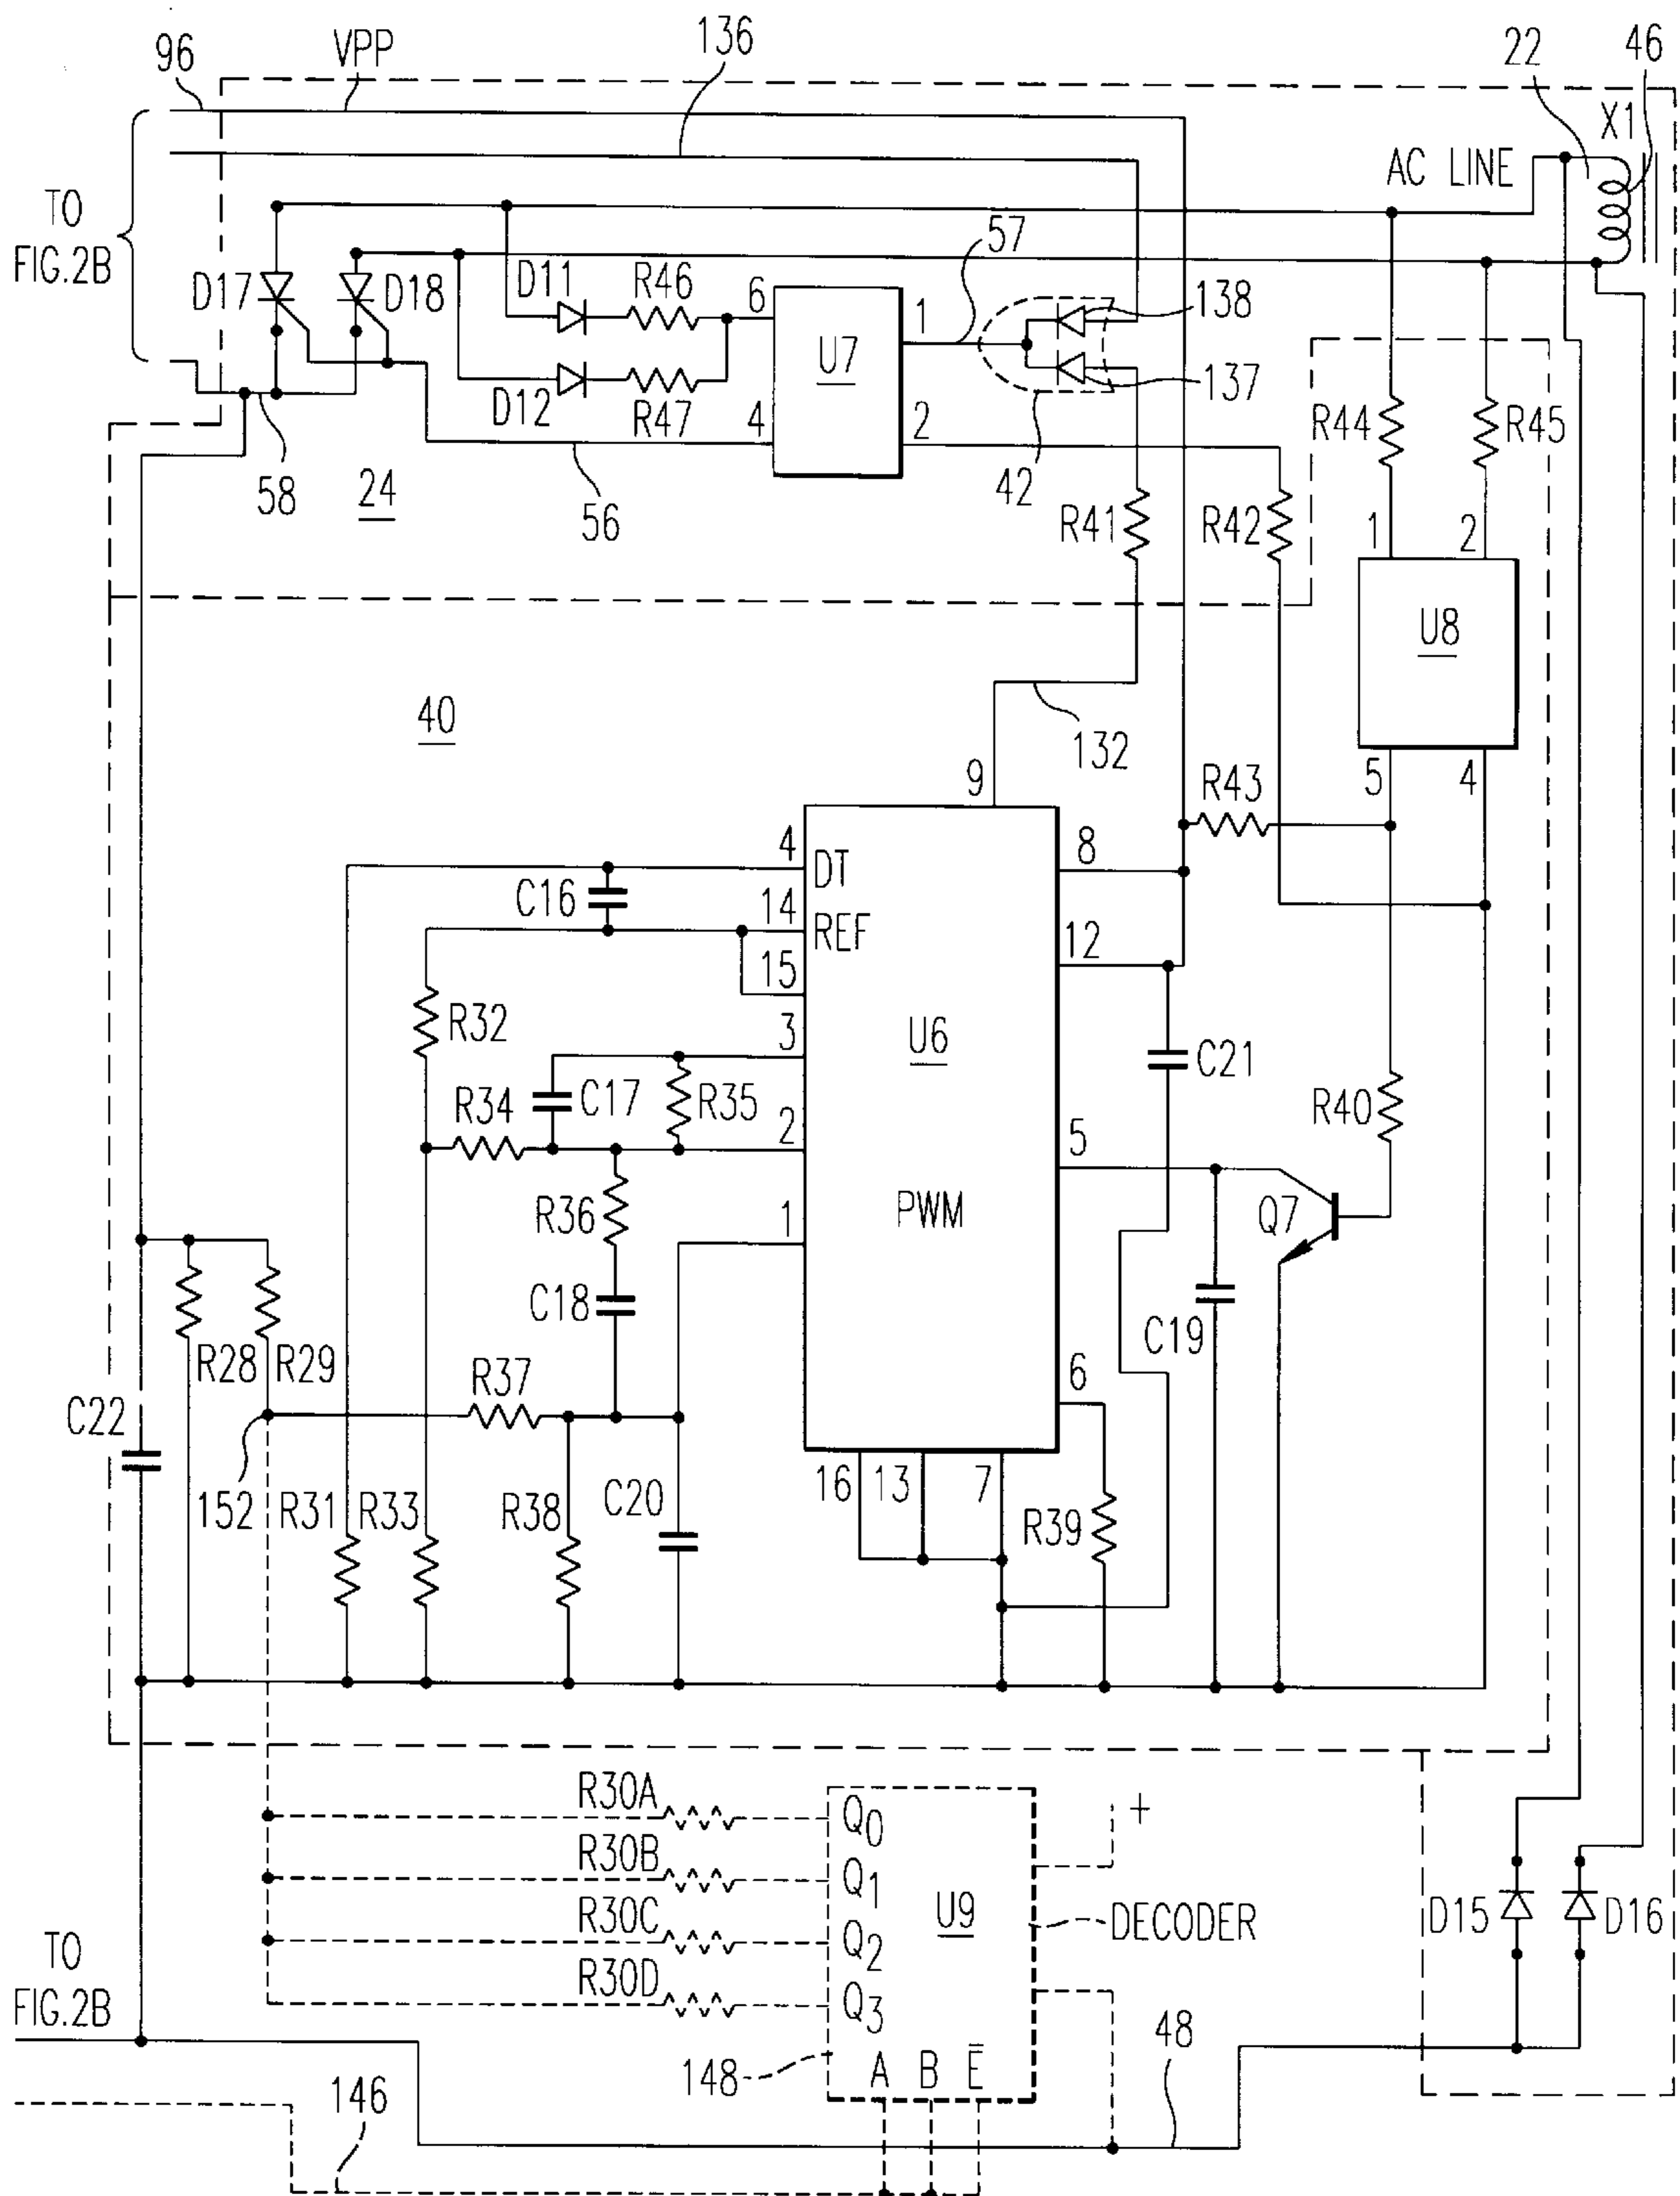 96
VPP
136
22
46
X1
AC LINE
TO
FIG.2B
D17
D18
D11
R46
6
1
57
138
U7
137
D12
R47
4
2
42
R44
R45
58
24
56
R41
R42
1
2
U8
40
132
5
4
9
R43
4
DT
8
C16
14
REF
12
15
R32
3
U6
C21
C17
R35
R34
2
R40
5
R36
PWM
Q7
1
C18
C19
R28
R29
R37
6
C22
152
R31
R33
R38
C20
16
13
7
R39
R30A
Q0
+
R30B
Q1
U9
R30C
Q2
DECODER
D15
D16
TO
FIG.2B
R30D
Q3
48
148
A
B
E̅
146